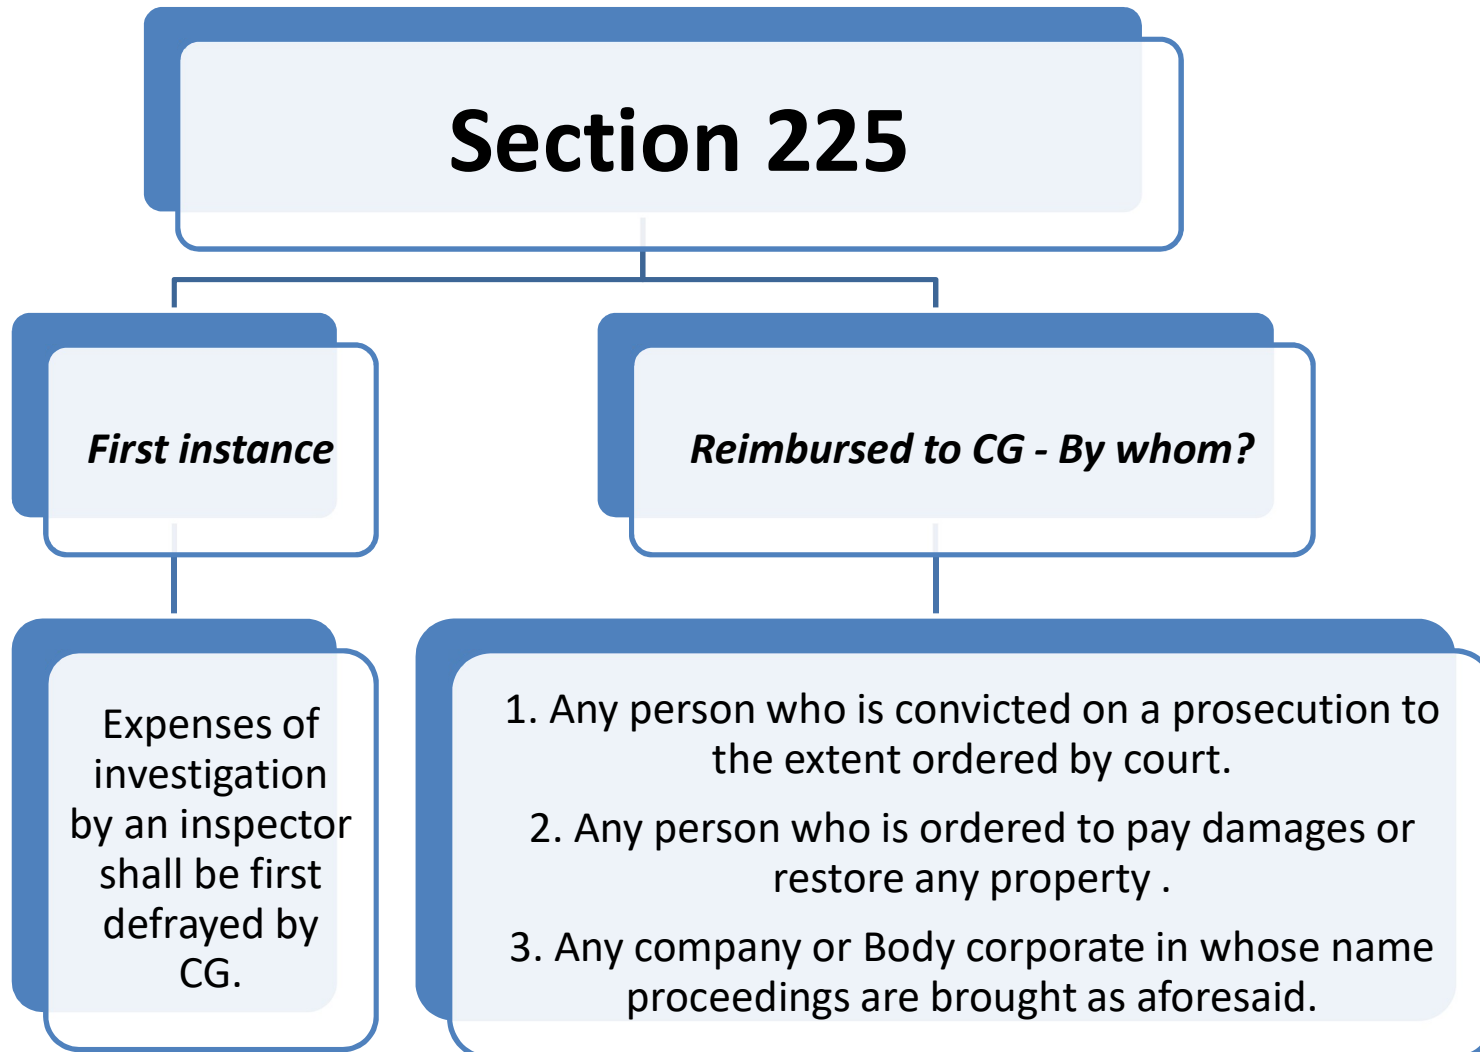 Section 225
First instance
Reimbursed to CG - By whom?
Expenses of
investigation
by an inspector
shall be first
defrayed by
CG.
1. Any person who is convicted on a prosecution to
the extent ordered by court.
2. Any person who is ordered to pay damages or
restore any property .
3. Any company or Body corporate in whose name
proceedings are brought as aforesaid.